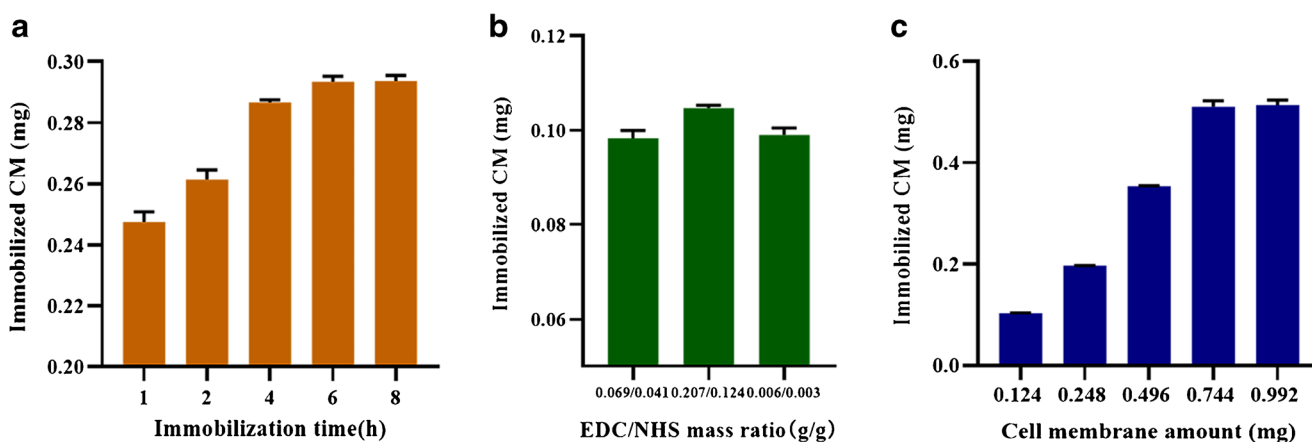 a
Immobilized CM (mg)
0.30
0.28
0.26
0.24
0.22
0.20
1 2 4 6 8
Immobilization time(h)
b
Immobilized CM (mg)
0.12
0.10
0.08
0.06
0.069/0.041 0.207/0.124 0.006/0.003
EDC/NHS mass ratio(g/g)
c
Immobilized CM (mg)
0.6
0.4
0.2
0.0
0.124 0.248 0.496 0.744 0.992
Cell membrane amount (mg)